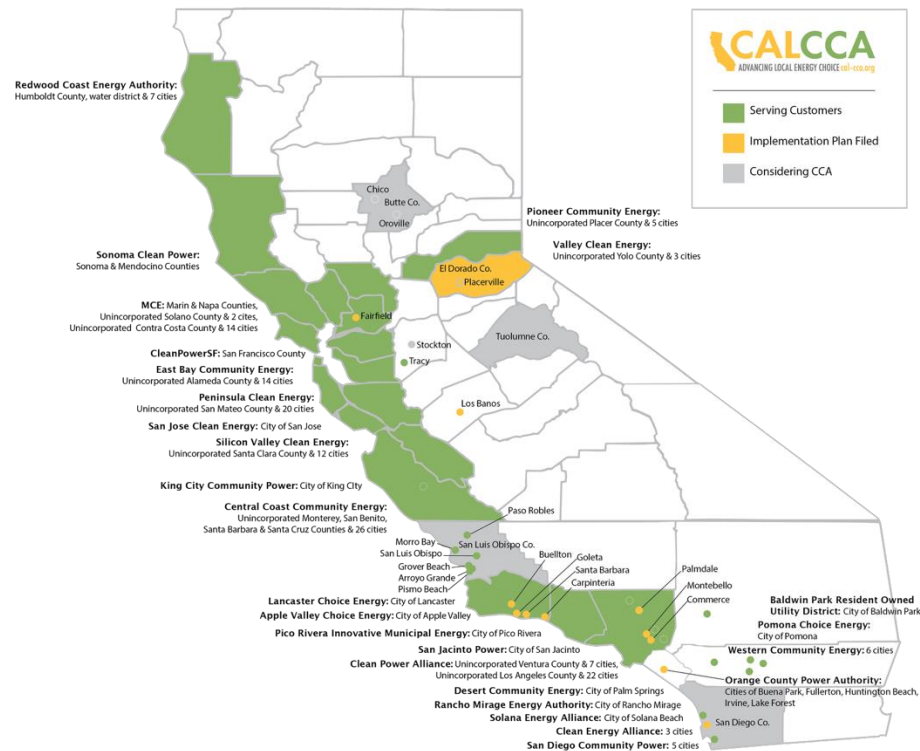 CALCCA
ADVANCING LOCAL ENERGY CHOICE cal-cca.org
Serving Customers
Implementation Plan Filed
Considering CCA
Redwood Coast Energy Authority:
Humboldt County, water district & 7 cities
Chico
Butte Co.
Oroville
Pioneer Community Energy:
Unincorporated Placer County & 5 cities
Valley Clean Energy:
Unincorporated Yolo County & 3 cities
Sonoma Clean Power:
Sonoma & Mendocino Counties
El Dorado Co.
Placerville
MCE: Marin & Napa Counties,
Unincorporated Solano County & 2 cites,
Unincorporated Contra Costa County & 14 cities
Fairfield
Tuolumne Co.
Stockton
Tracy
CleanPowerSF: San Francisco County
East Bay Community Energy:
Unincorporated Alameda County & 14 cities
Peninsula Clean Energy:
Unincorporated San Mateo County & 20 cities
Los Banos
San Jose Clean Energy: City of San Jose
Silicon Valley Clean Energy:
Unincorporated Santa Clara County & 12 cities
King City Community Power: City of King CIty
Central Coast Community Energy:
Unincorporated Monterey, San Benito,
Santa Barbara & Santa Cruz Counties & 26 cities
Paso Robles
Morro Bay
San Luis Obispo Co.
San Luis Obispo
Grover Beach
Arroyo Grande
Pismo Beach
Buellton
Goleta
Santa Barbara
Carpinteria
Palmdale
Montebello
Commerce
Lancaster Choice Energy: City of Lancaster
Apple Valley Choice Energy: City of Apple Valley
Pico Rivera Innovative Municipal Energy: City of Pico Rivera
San Jacinto Power: City of San Jacinto
Clean Power Alliance: Unincorporated Ventura County & 7 cities,
Unincorporated Los Angeles County & 22 cities
Desert Community Energy: City of Palm Springs
Rancho Mirage Energy Authority: City of Rancho Mirage
Solana Energy Alliance: City of Solana Beach
Clean Energy Alliance: 3 cities
San Diego Community Power: 5 cities
Baldwin Park Resident Owned
Utility District: City of Baldwin Park
Pomona Choice Energy:
City of Pomona
Western Community Energy: 6 cities
Orange County Power Authority:
Cities of Buena Park, Fullerton, Huntington Beach,
Irvine, Lake Forest
San Diego Co.